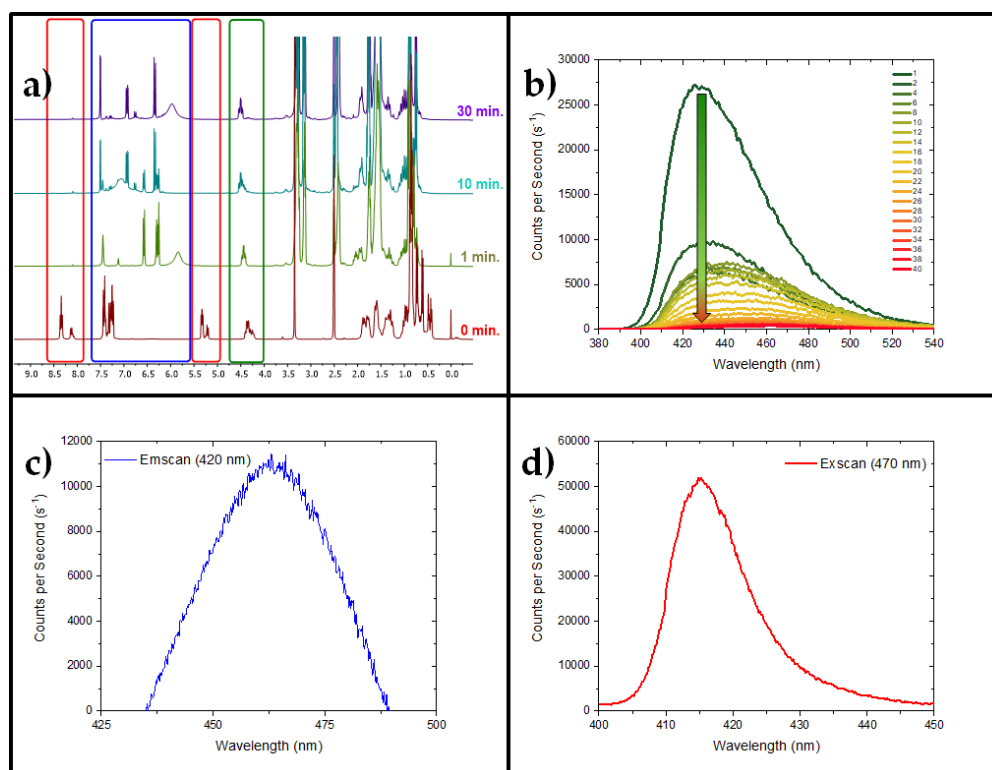 a)
30 min.
10 min.
1 min.
0 min.
9.0 8.5 8.0 7.5 7.0 6.5 6.0 5.5 5.0 4.5 4.0 3.5 3.0 2.5 2.0 1.5 1.0 0.5 0.0
b)
30000
25000
20000
15000
10000
5000
0
Counts per Second (s⁻¹)
380 400 420 440 460 480 500 520 540
Wavelength (nm)
1
2
4
6
8
10
12
14
16
18
20
22
24
26
28
30
32
34
36
38
40
c)
Emscan (420 nm)
12000
10000
8000
6000
4000
2000
0
Counts per Second (s⁻¹)
425 450 475 500
Wavelength (nm)
d)
Exscan (470 nm)
60000
50000
40000
30000
20000
10000
0
Counts per Second (s⁻¹)
400 410 420 430 440 450
Wavelength (nm)